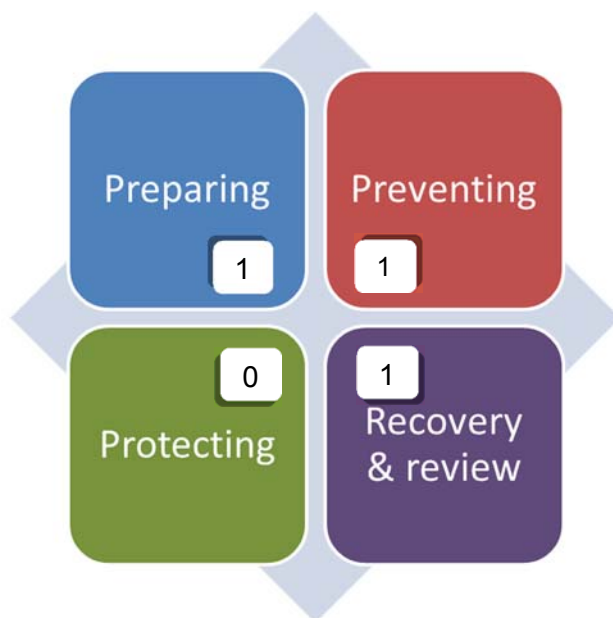 Preparing
1
Preventing
1
0
Protecting
1
Recovery
& review